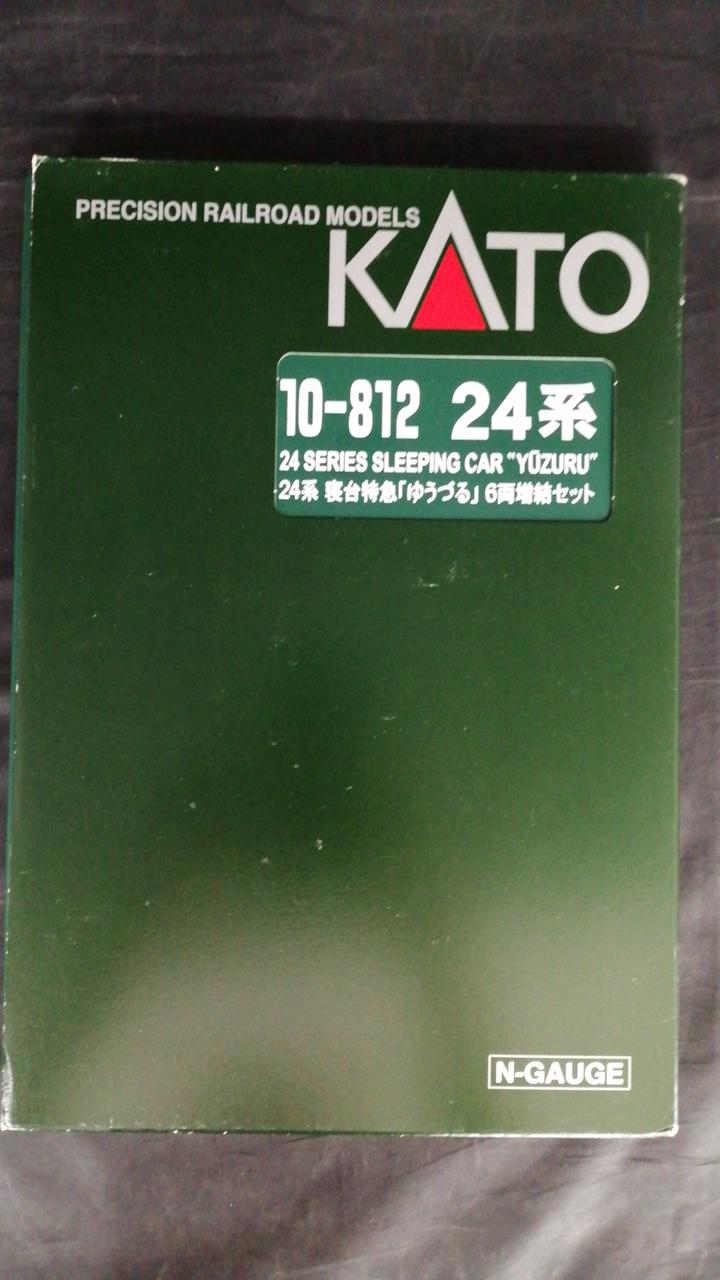 PRECISION RAILROAD MODELS
KATO
10-812 24系
24 SERIES SLEEPING CAR “YŪZURU”
24系 寝台特急「ゆうづる」 6両増結セット
N-GAUGE